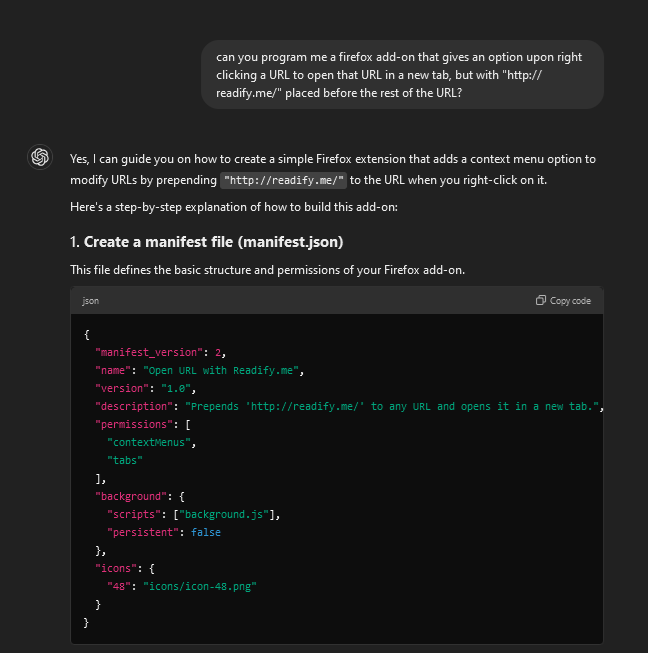 can you program me a firefox add-on that gives an option upon right
clicking a URL to open that URL in a new tab, but with "http://
readify.me/" placed before the rest of the URL?
Yes, I can guide you on how to create a simple Firefox extension that adds a context menu option to
modify URLs by prepending "http://readify.me/" to the URL when you right-click on it.
Here's a step-by-step explanation of how to build this add-on:
1. Create a manifest file (manifest.json)
This file defines the basic structure and permissions of your Firefox add-on.
json
Copy code
{
  "manifest_version": 2,
  "name": "Open URL with Readify.me",
  "version": "1.0",
  "description": "Prepends 'http://readify.me/' to any URL and opens it in a new tab.",
  "permissions": [
    "contextMenus",
    "tabs"
  ],
  "background": {
    "scripts": ["background.js"],
    "persistent": false
  },
  "icons": {
    "48": "icons/icon-48.png"
  }
}